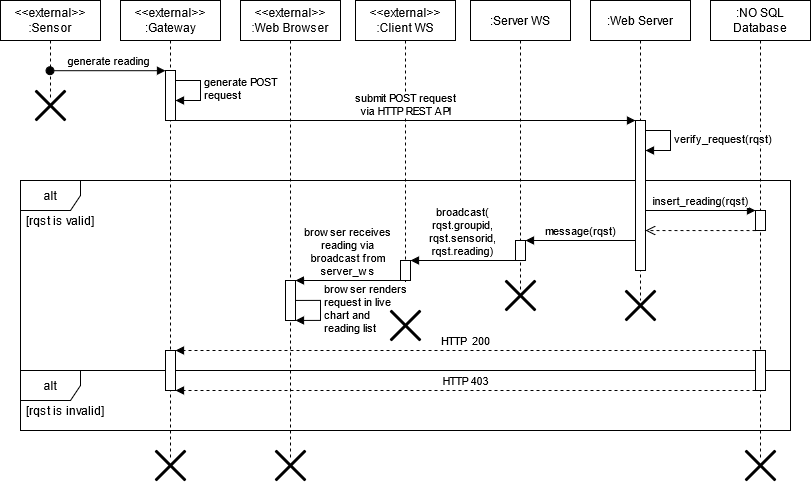 <<external>>
:Sensor
<<external>>
:Gateway
<<external>>
:Web Browser
<<external>>
:Client WS
:Server WS
:Web Server
:NO SQL
Database
generate reading
generate POST
request
submit POST request
via HTTP REST API
verify_request(rqst)
alt
[rqst is valid]
insert_reading(rqst)
broadcast(
rqst.groupid,
rqst.sensorid,
rqst.reading)
message(rqst)
browser receives
reading via
broadcast from
server_ws
browser renders
request in live
chart and
reading list
HTTP 200
alt
HTTP 403
[rqst is invalid]